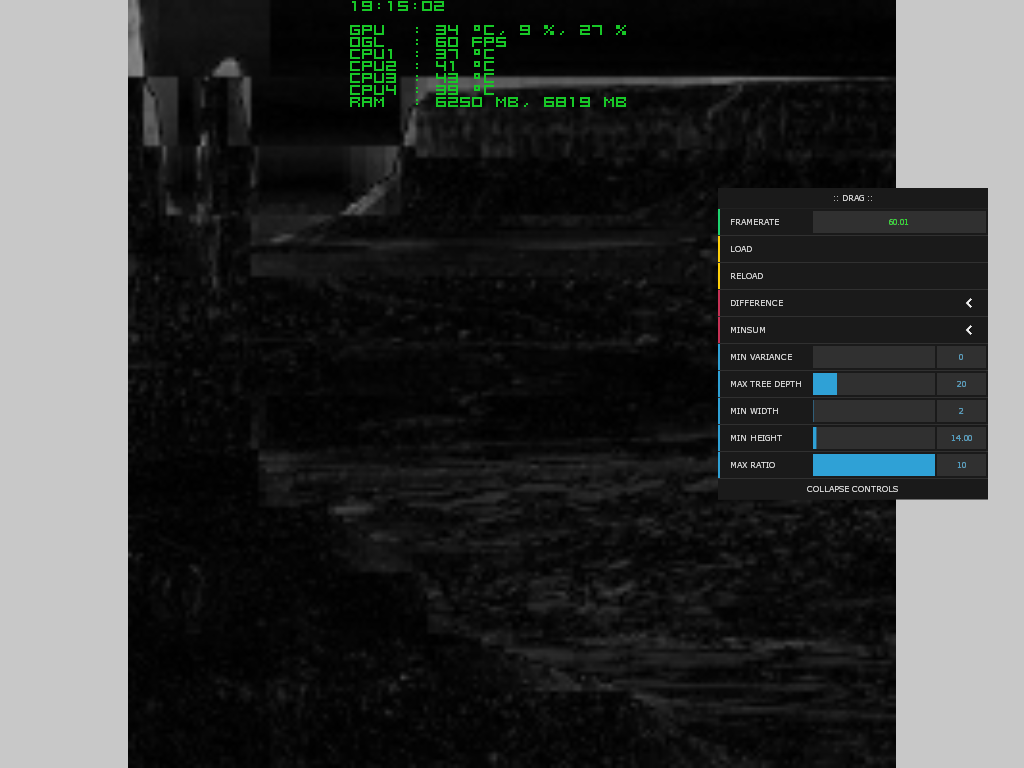 19:15:02
GPU : 34 °C, 9 %, 27 %
OGL : 60 FPS
CPU1 : 37 °C
CPU2 : 41 °C
CPU3 : 43 °C
CPU4 : 39 °C
RAM : 6250 MB, 6819 MB
:: DRAG ::
FRAMERATE 60.01
LOAD
RELOAD
DIFFERENCE
MINSUM
MIN VARIANCE 0
MAX TREE DEPTH 20
MIN WIDTH 2
MIN HEIGHT 14.00
MAX RATIO 10
COLLAPSE CONTROLS